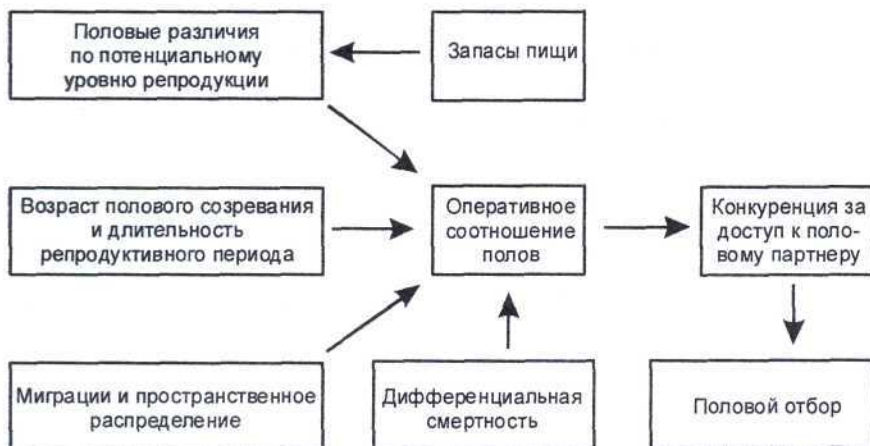 Половые различия
по потенциальному
уровню репродукции
Запасы пищи
Возраст полового созревания
и длительность
репродуктивного периода
Оперативное
соотношение
полов
Конкуренция за
доступ к поло-
вому партнеру
Миграции и пространственное
распределение
Дифференциальная
смертность
Половой отбор